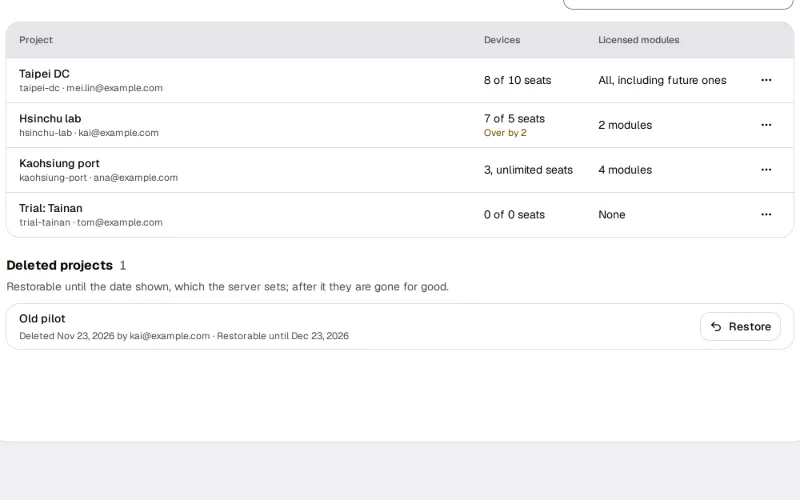 Project Devices Licensed modules
Taipei DC
taipei-dc · mei.lin@example.com
8 of 10 seats
All, including future ones
Hsinchu lab
hsinchu-lab · kai@example.com
7 of 5 seats
Over by 2
2 modules
Kaohsiung port
kaohsiung-port · ana@example.com
3, unlimited seats
4 modules
Trial: Tainan
trial-tainan · tom@example.com
0 of 0 seats
None
Deleted projects 1
Restorable until the date shown, which the server sets; after it they are gone for good.
Old pilot
Deleted Nov 23, 2026 by kai@example.com · Restorable until Dec 23, 2026
Restore